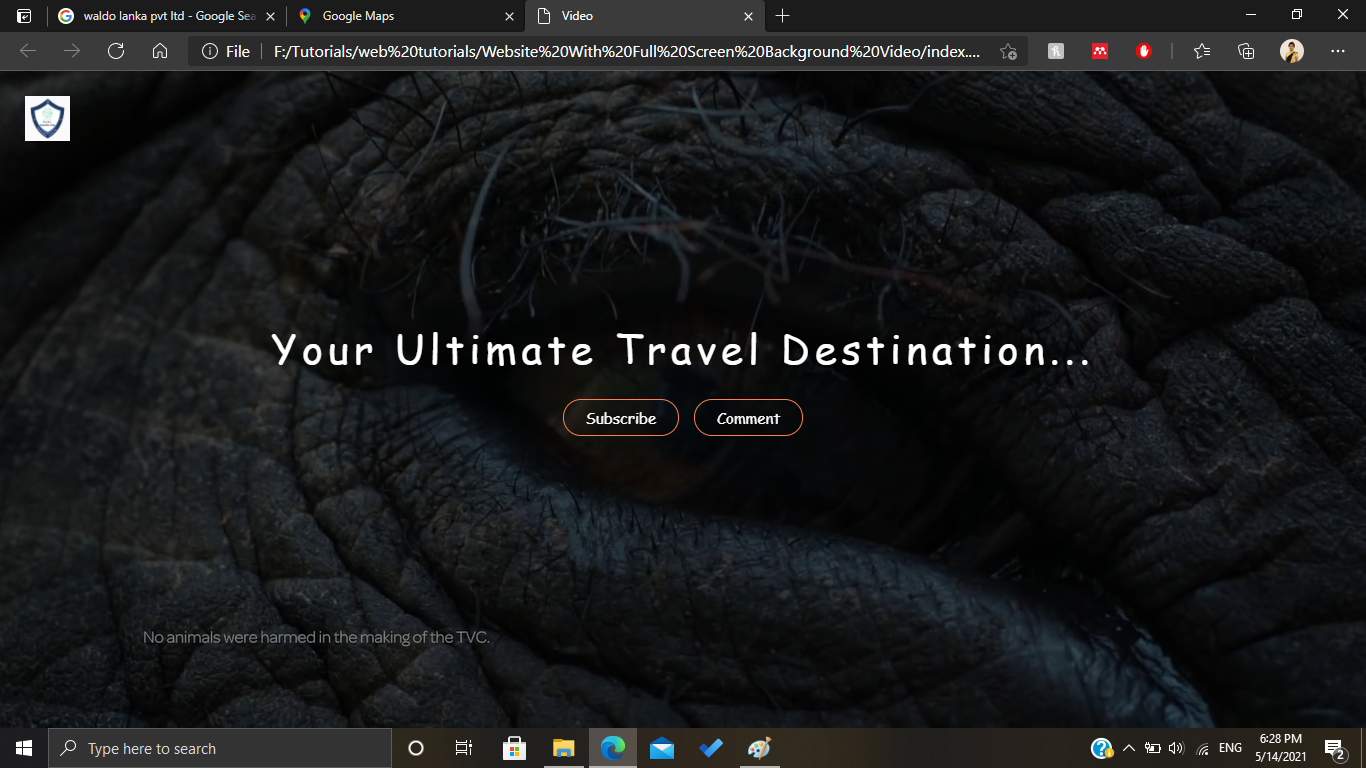 waldo lanka pvt ltd - Google Sea
Google Maps
Video
File
F:/Tutorials/web%20tutorials/Website%20With%20Full%20Screen%20Background%20Video/index....
Your Ultimate Travel Destination...
Subscribe
Comment
No animals were harmed in the making of the TVC.
Type here to search
ENG
6:28 PM
5/14/2021
2